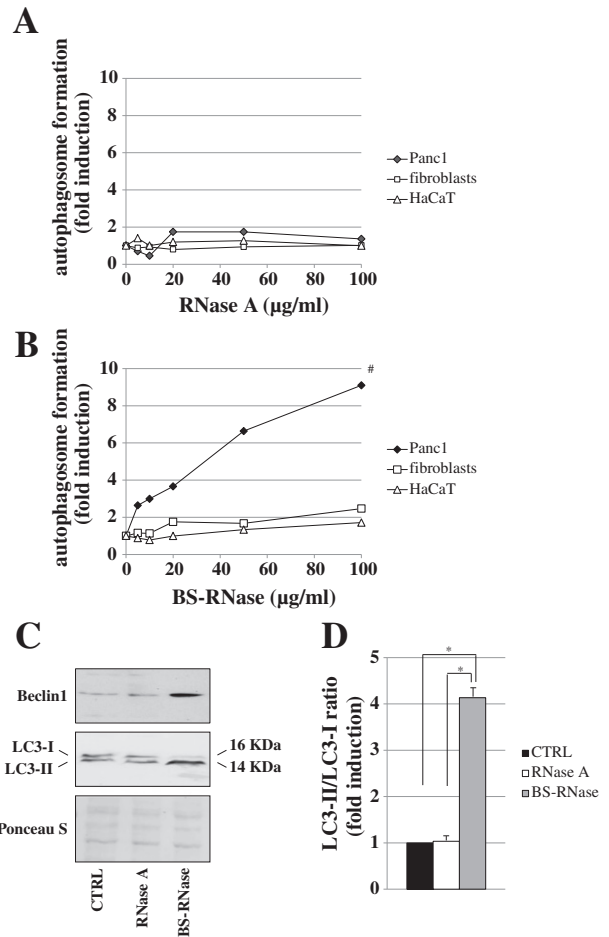 A
autophagosome formation
(fold induction)
10
8
6
4
2
0
0 20 40 60 80 100
RNase A (µg/ml)
Panc1
fibroblasts
HaCaT
B
autophagosome formation
(fold induction)
10
8
6
4
2
0
#
0 20 40 60 80 100
BS-RNase (µg/ml)
Panc1
fibroblasts
HaCaT
C
Beclin1
LC3-I
LC3-II
16 KDa
14 KDa
Ponceau S
CTRL
RNase A
BS-RNase
D
LC3-II/LC3-I ratio
(fold induction)
5
4
3
2
1
0
*
*
CTRL
RNase A
BS-RNase